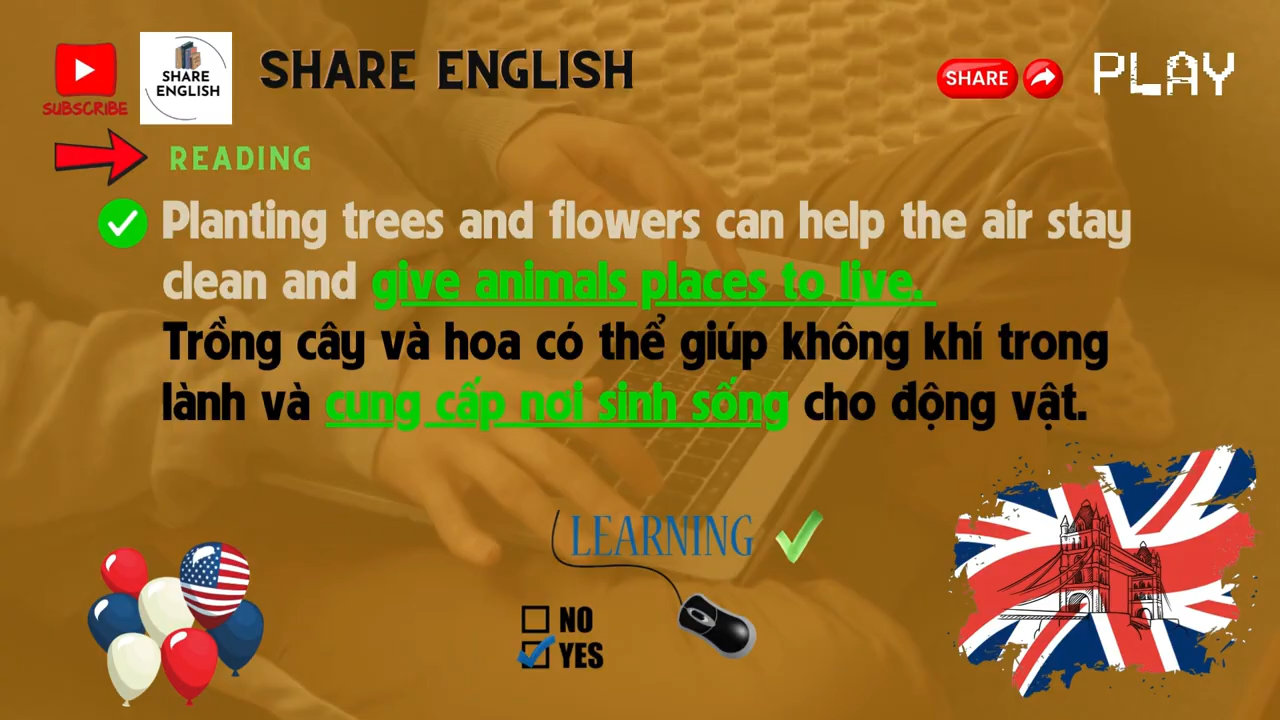 SUBSCRIBE
SHARE
ENGLISH
SHARE ENGLISH
SHARE
PLAY
READING
Planting trees and flowers can help the air stay
clean and give animals places to live.
Trồng cây và hoa có thể giúp không khí trong
lành và cung cấp nơi sinh sống cho động vật.
LEARNING
NO
YES